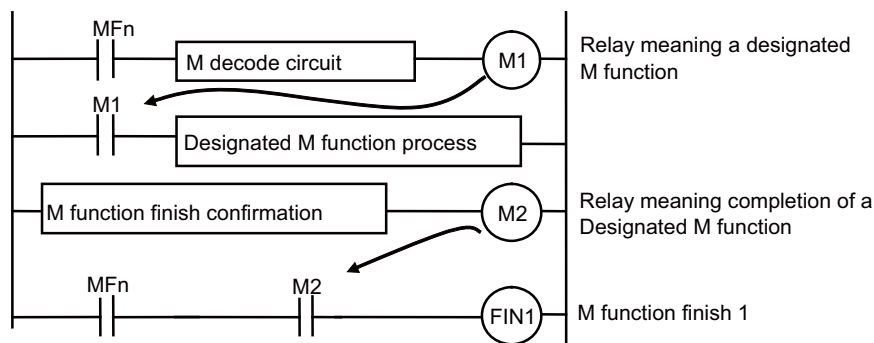 MFn
M decode circuit
M1
Relay meaning a designated
M function
M1
Designated M function process
M function finish confirmation
M2
Relay meaning completion of a
Designated M function
MFn
M2
FIN1
M function finish 1